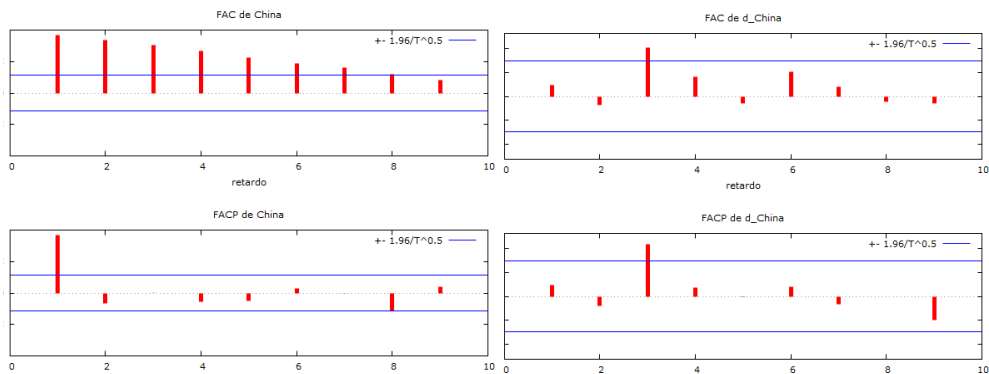 FAC de China
+- 1.96/T^0.5
0 2 4 6 8 10
retardo
FACP de China
+- 1.96/T^0.5
0 2 4 6 8 10
FAC de d_China
+- 1.96/T^0.5
0 2 4 6 8 10
retardo
FACP de d_China
+- 1.96/T^0.5
0 2 4 6 8 10